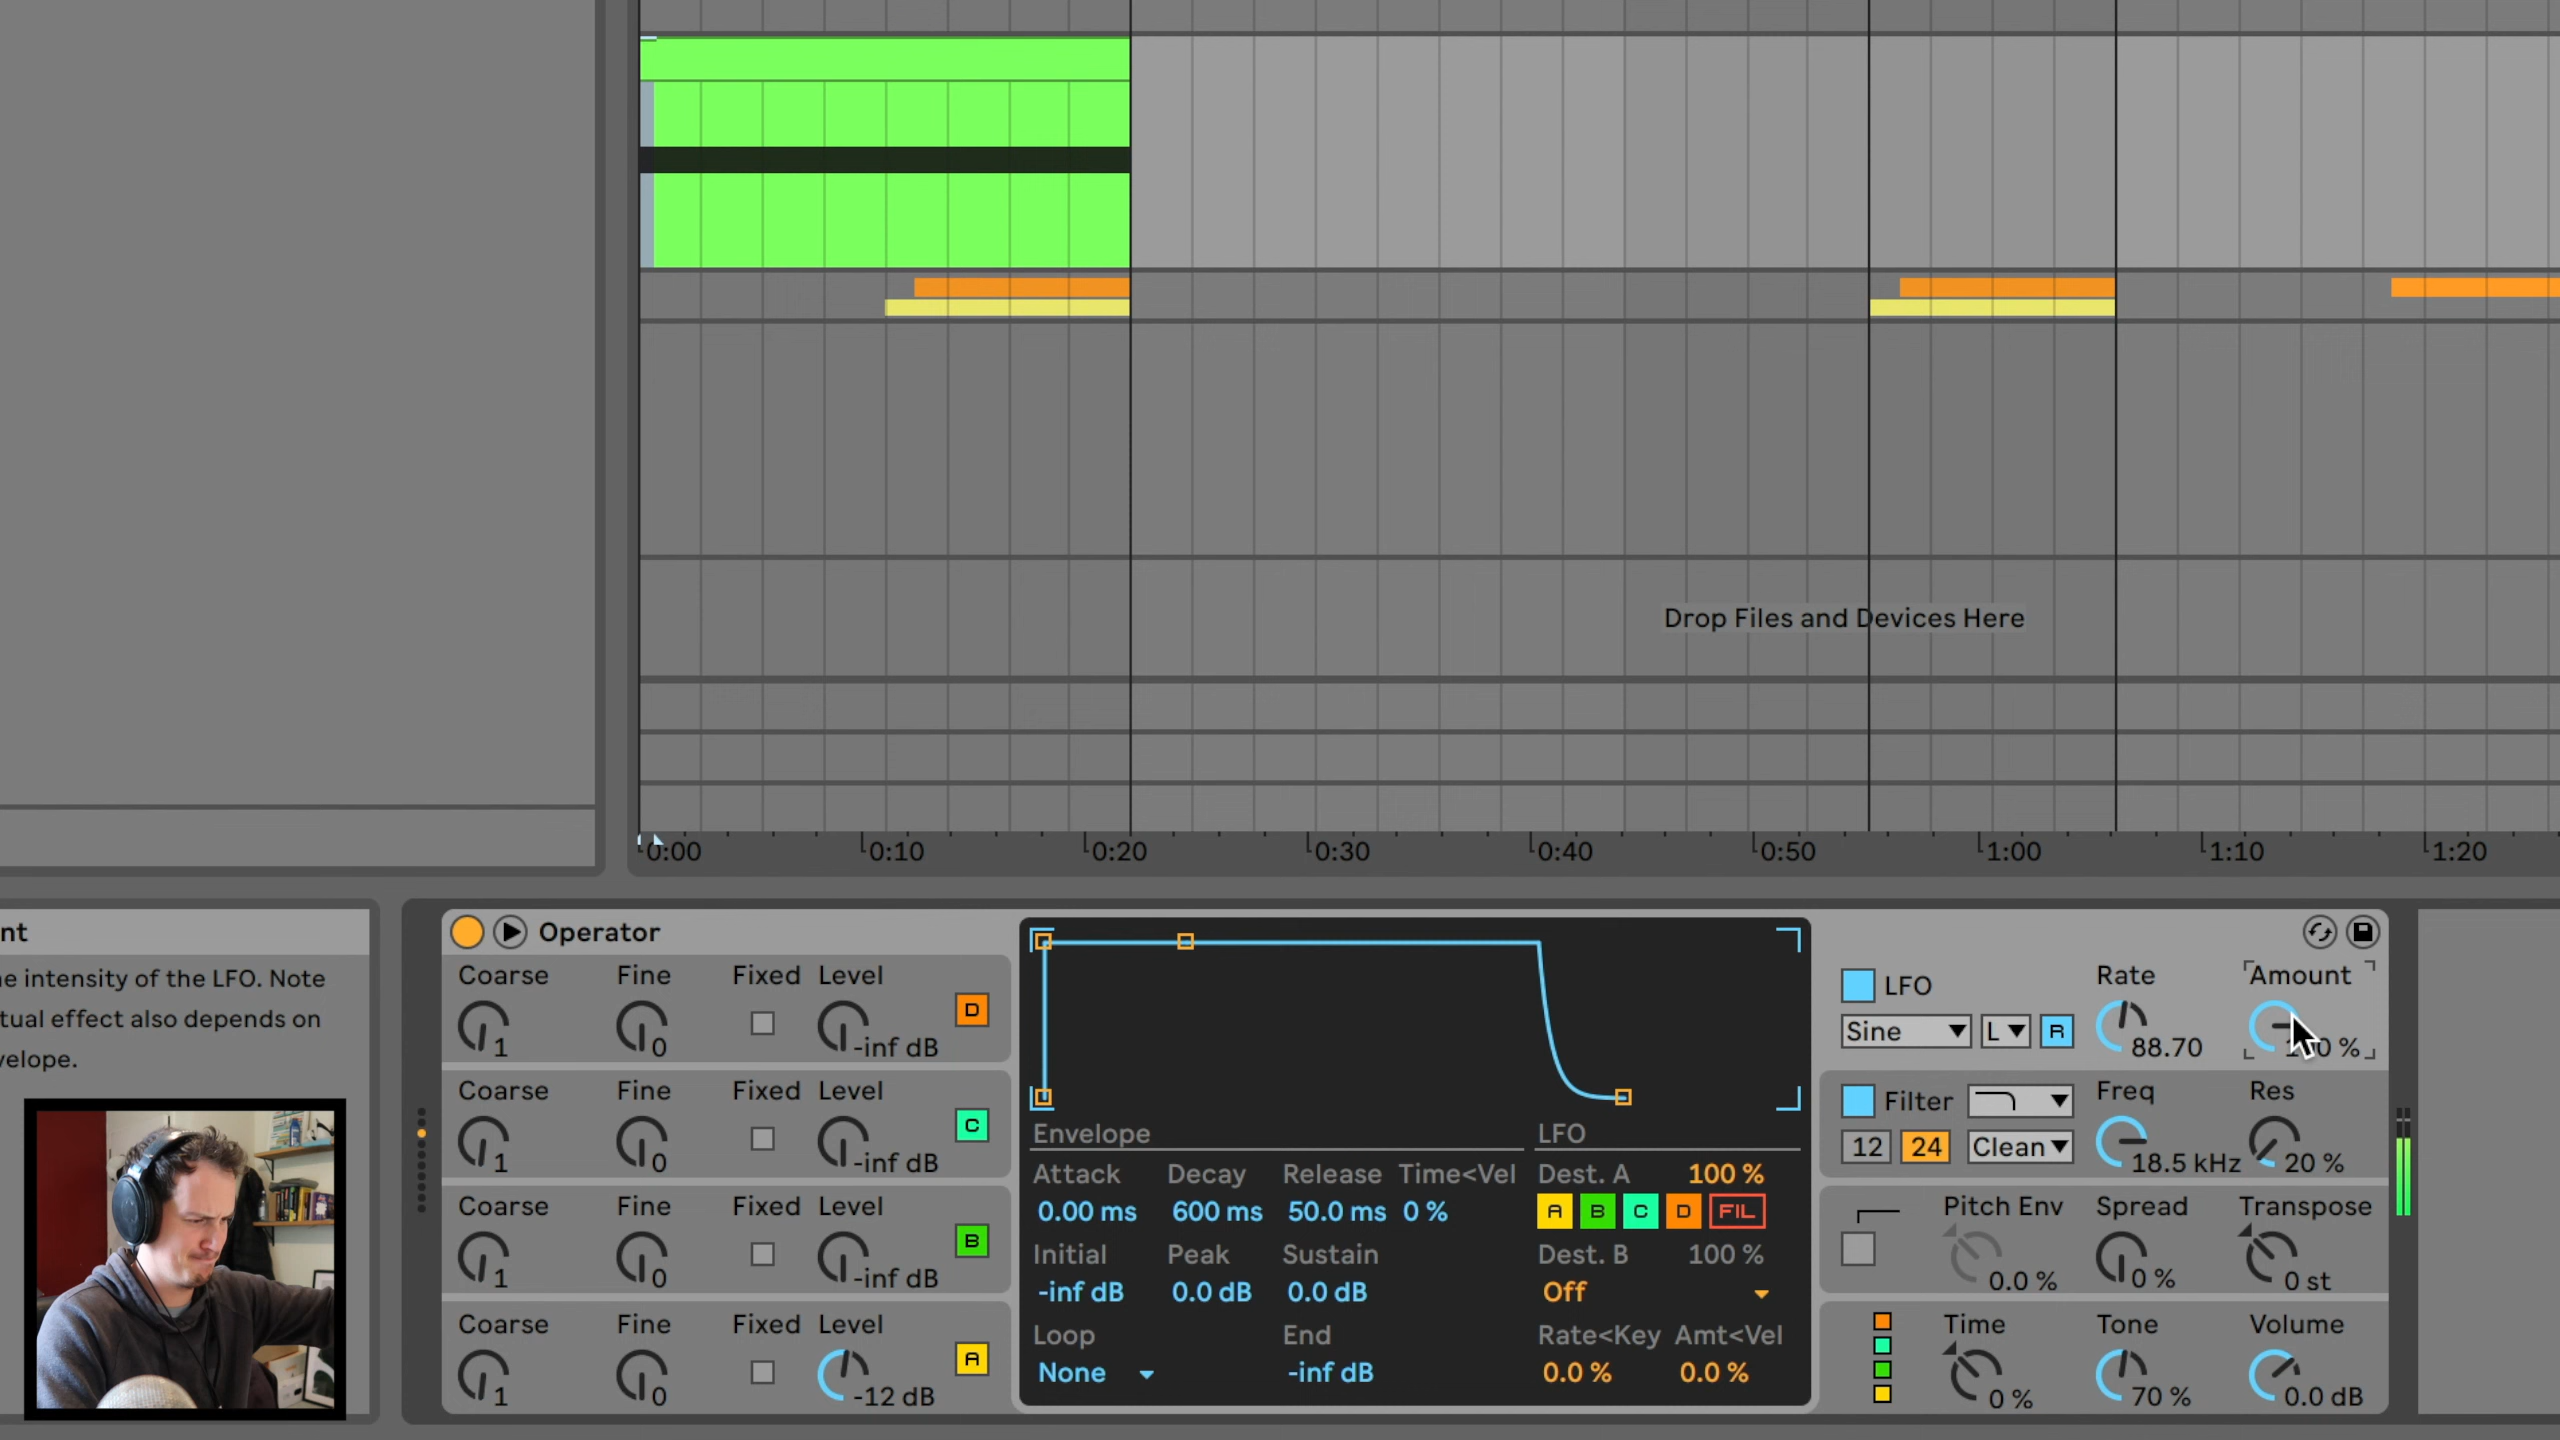 Drop Files and Devices Here
0:00 0:10 0:20 0:30 0:40 0:50 1:00 1:10 1:20
nt
e intensity of the LFO. Note
tual effect also depends on
velope.
Operator
Coarse Fine Fixed Level
1 0 -inf dB D
Coarse Fine Fixed Level
1 0 -inf dB C
Coarse Fine Fixed Level
1 0 -inf dB B
Coarse Fine Fixed Level
1 0 -12 dB A
Envelope LFO
Attack Decay Release Time<Vel Dest. A 100 %
0.00 ms 600 ms 50.0 ms 0 % A B C D FIL
Initial Peak Sustain Dest. B 100 %
-inf dB 0.0 dB 0.0 dB Off
Loop End Rate<Key Amt<Vel
None -inf dB 0.0 % 0.0 %
LFO Rate Amount
Sine L R 88.70 %
Filter Freq Res
12 24 Clean 18.5 kHz 20 %
Pitch Env Spread Transpose
0.0 % 0 % 0 st
Time Tone Volume
0 % 70 % 0.0 dB